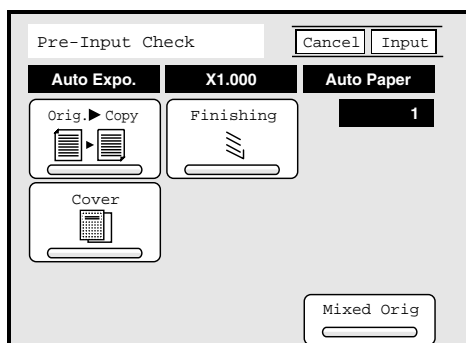 Pre-Input Check Cancel Input
Auto Expo. X1.000 Auto Paper
Orig.▶Copy Finishing 1
Cover
Mixed Orig